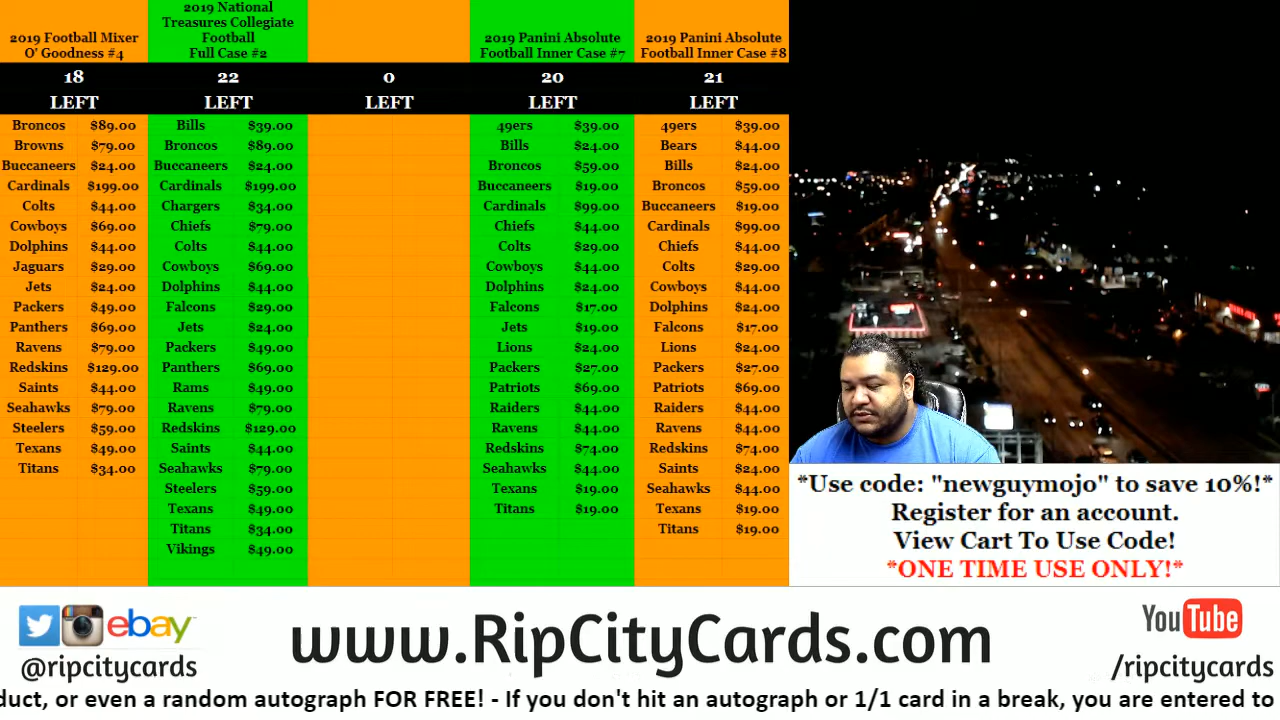 2019 Football Mixer
O' Goodness #4
18
LEFT
Broncos $89.00
Browns $79.00
Buccaneers $24.00
Cardinals $199.00
Colts $44.00
Cowboys $69.00
Dolphins $44.00
Jaguars $29.00
Jets $24.00
Packers $49.00
Panthers $69.00
Ravens $79.00
Redskins $129.00
Saints $44.00
Seahawks $79.00
Steelers $59.00
Texans $49.00
Titans $34.00
2019 National
Treasures Collegiate
Football
Full Case #2
22
LEFT
Bills $39.00
Broncos $89.00
Buccaneers $24.00
Cardinals $199.00
Chargers $34.00
Chiefs $79.00
Colts $44.00
Cowboys $69.00
Dolphins $44.00
Falcons $29.00
Jets $24.00
Packers $49.00
Panthers $69.00
Rams $49.00
Ravens $79.00
Redskins $129.00
Saints $44.00
Seahawks $79.00
Steelers $59.00
Texans $49.00
Titans $34.00
Vikings $49.00
0
LEFT
2019 Panini Absolute
Football Inner Case #7
20
LEFT
49ers $39.00
Bills $24.00
Broncos $59.00
Buccaneers $19.00
Cardinals $99.00
Chiefs $44.00
Colts $29.00
Cowboys $44.00
Dolphins $24.00
Falcons $17.00
Jets $19.00
Lions $24.00
Packers $27.00
Patriots $69.00
Raiders $44.00
Ravens $44.00
Redskins $74.00
Seahawks $44.00
Texans $19.00
Titans $19.00
2019 Panini Absolute
Football Inner Case #8
21
LEFT
49ers $39.00
Bears $44.00
Bills $24.00
Broncos $59.00
Buccaneers $19.00
Cardinals $99.00
Chiefs $44.00
Colts $29.00
Cowboys $44.00
Dolphins $24.00
Falcons $17.00
Lions $24.00
Packers $27.00
Patriots $69.00
Raiders $44.00
Ravens $44.00
Redskins $74.00
Saints $24.00
Seahawks $44.00
Texans $19.00
Titans $19.00
*Use code: "newguymojo" to save 10%!*
Register for an account.
View Cart To Use Code!
*ONE TIME USE ONLY!*
ebay
@ripcitycards
www.RipCityCards.com
YouTube
/ripcitycards
duct, or even a random autograph FOR FREE! - If you don't hit an autograph or 1/1 card in a break, you are entered to